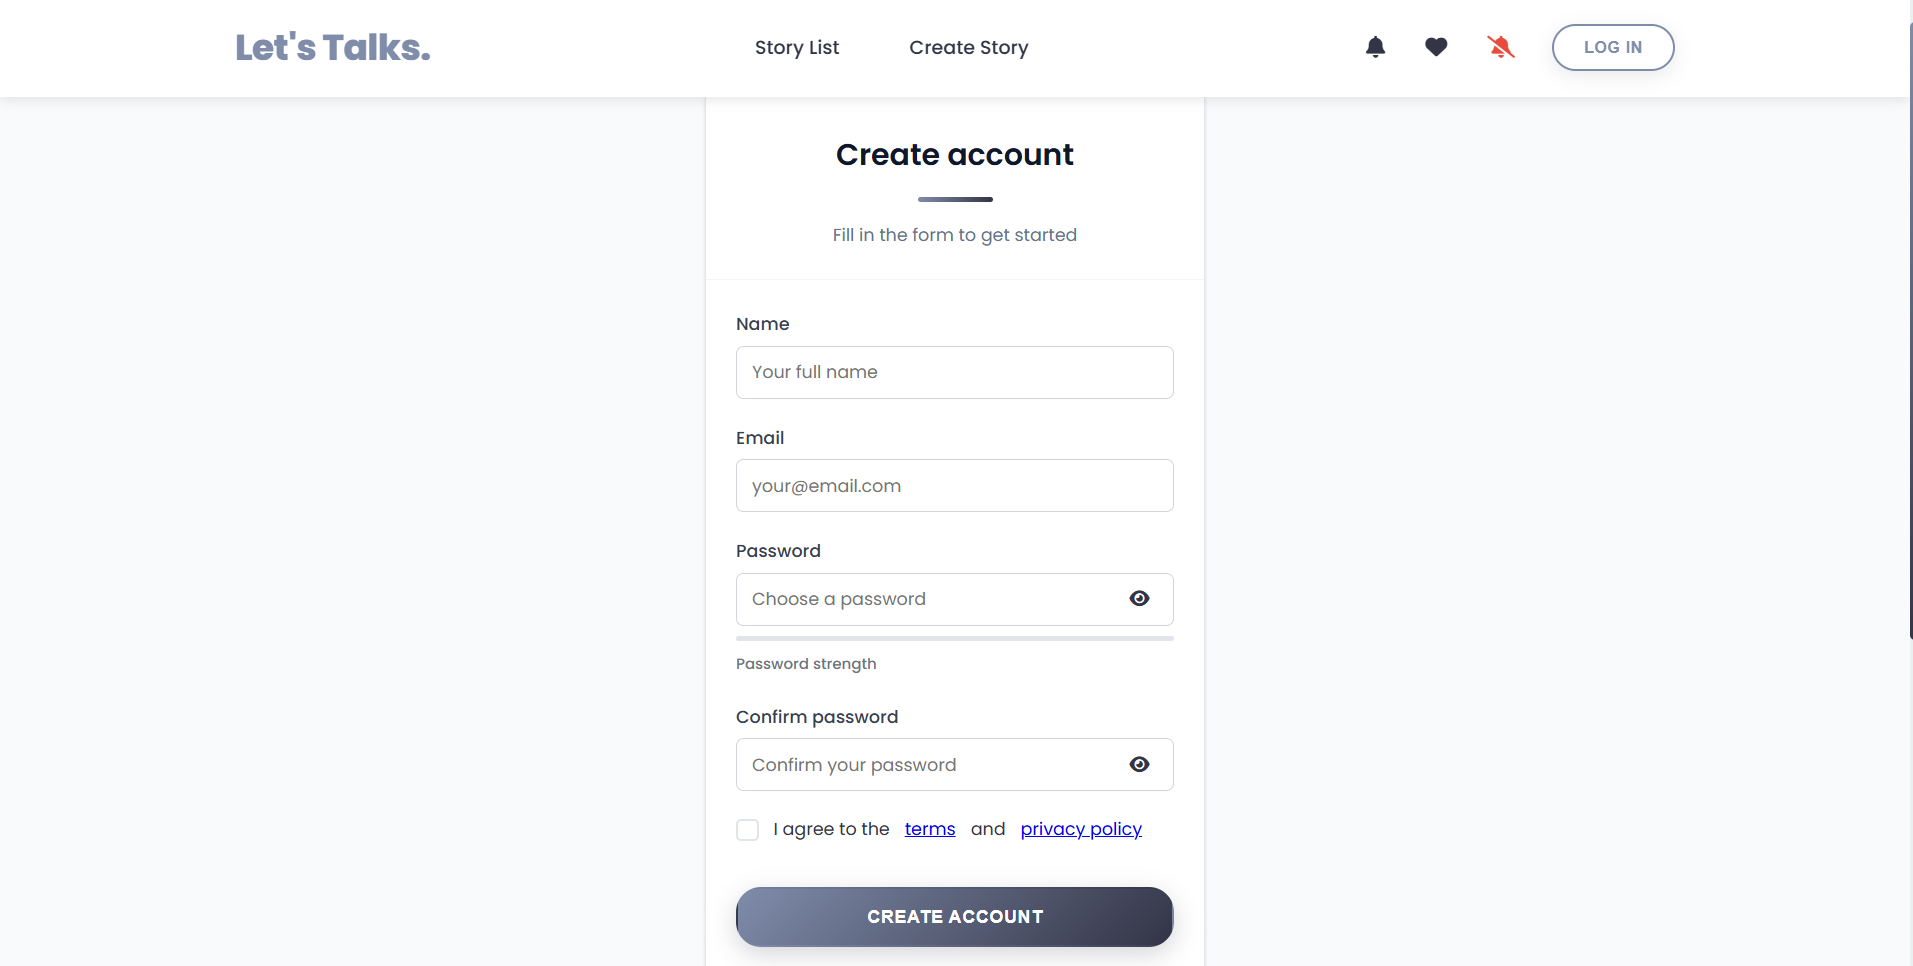 Let's Talks.
Story List
Create Story
LOG IN
Create account
Fill in the form to get started
Name
Your full name
Email
your@email.com
Password
Choose a password
Password strength
Confirm password
Confirm your password
I agree to the terms and privacy policy
CREATE ACCOUNT